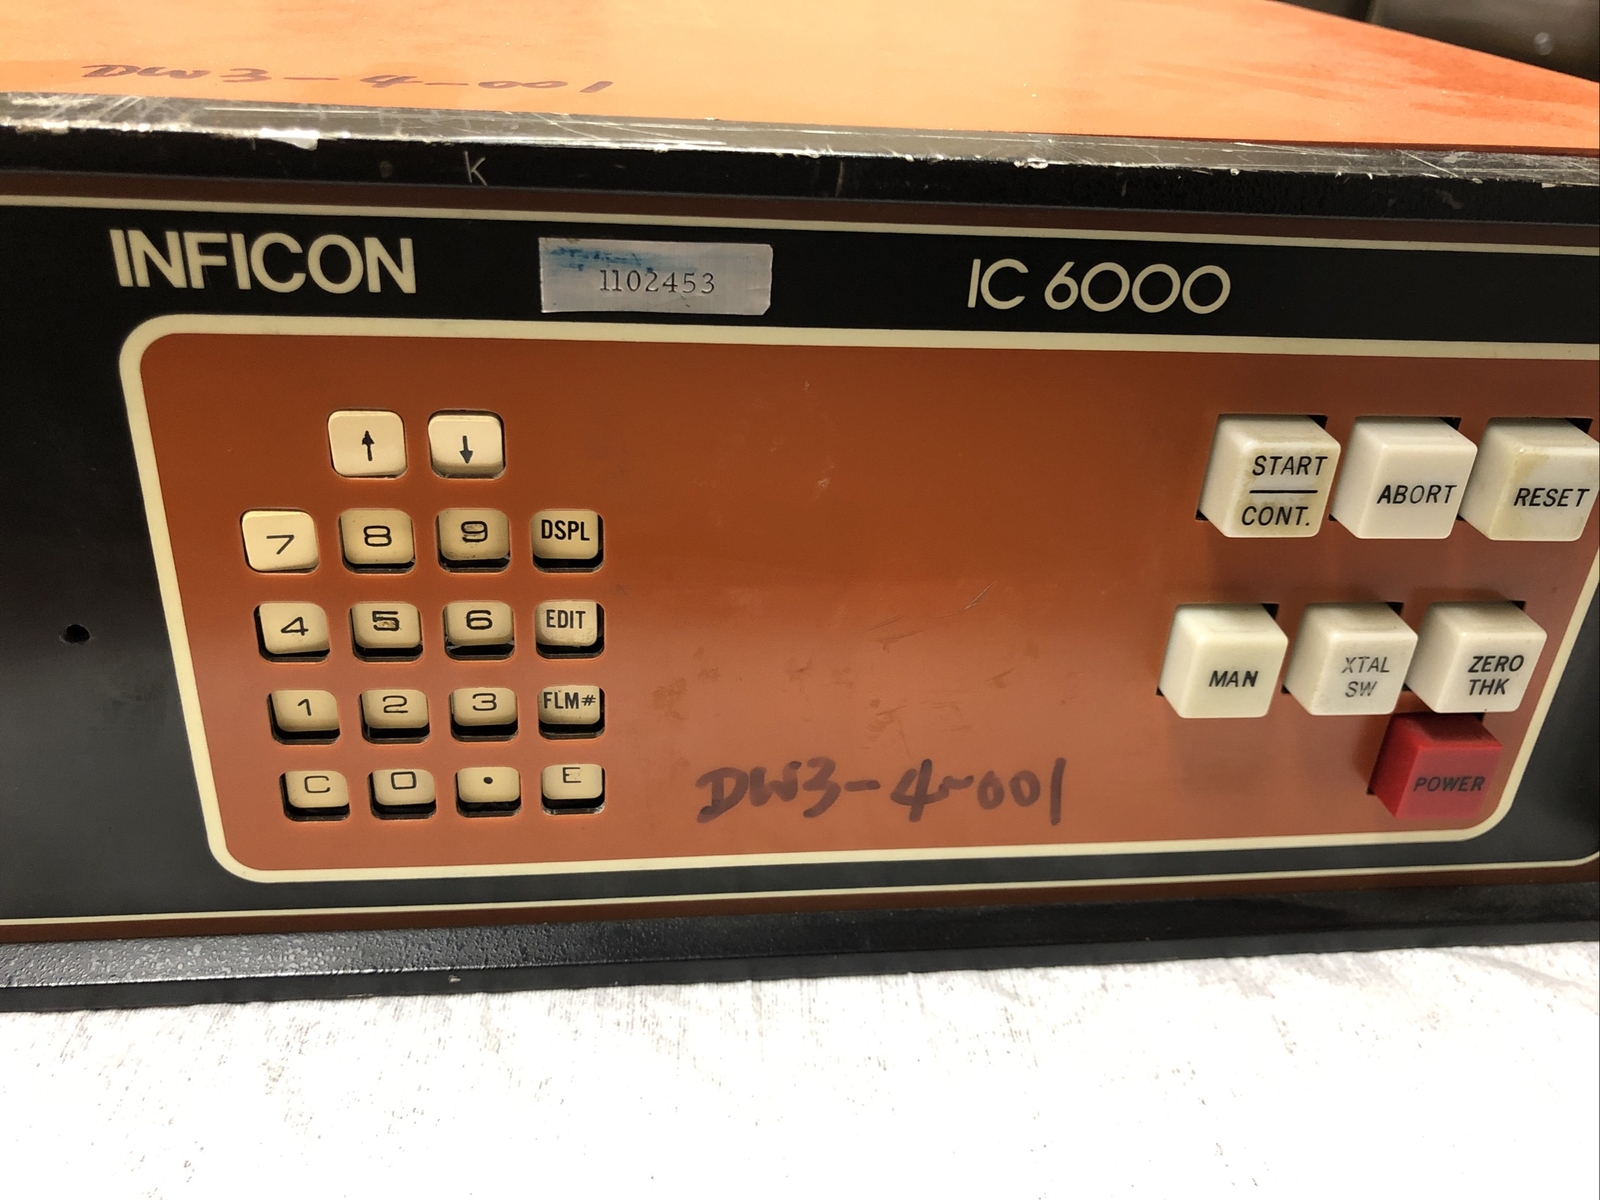 DW3-4-001
K
INFICON
1102453
IC 6000
↑ ↓
7 8 9 DSPL
4 5 6 EDIT
1 2 3 FLM#
C 0 • E
START
CONT.
ABORT
RESET
MAN
XTAL
SW
ZERO
THK
POWER
DW3-4-001